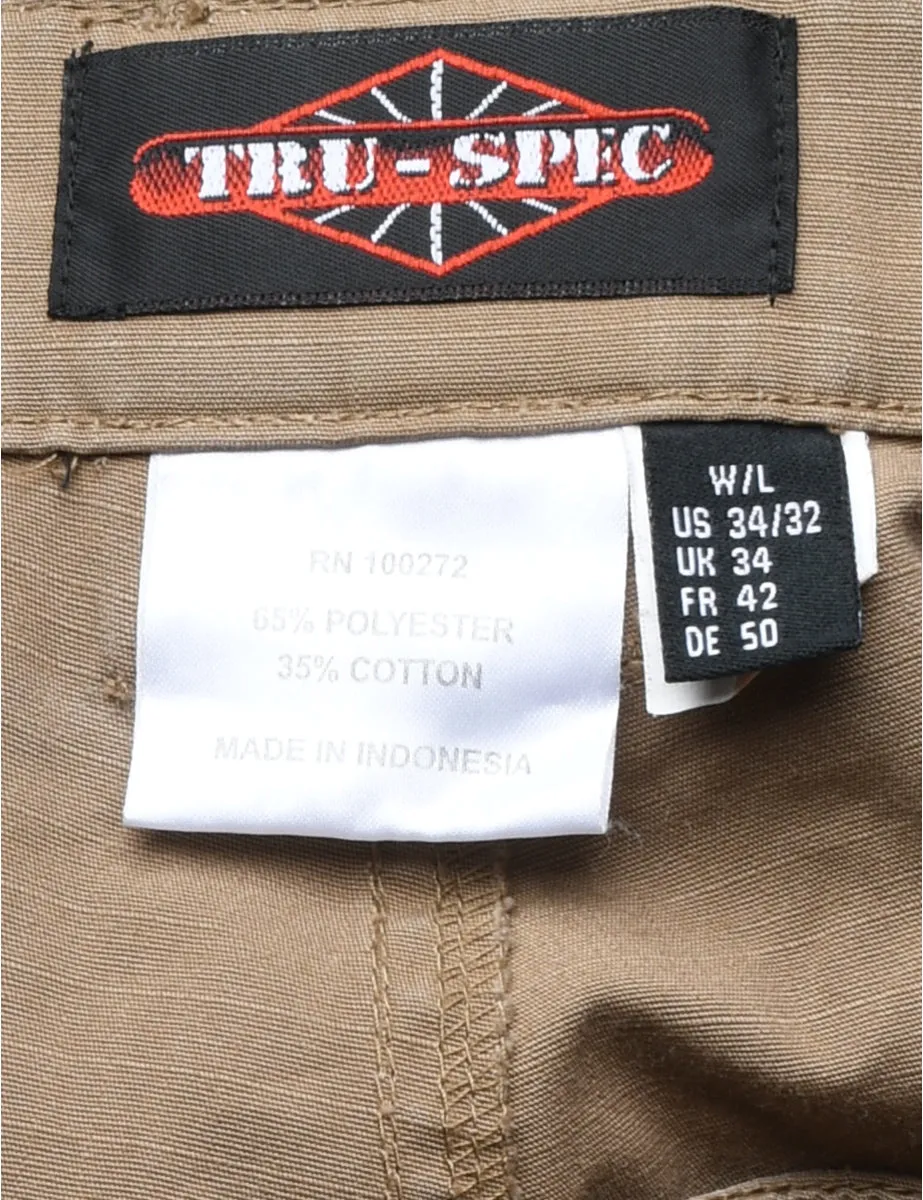 TRU-SPEC
RN 100272
65% POLYESTER
35% COTTON
MADE IN INDONESIA
W/L
US 34/32
UK 34
FR 42
DE 50